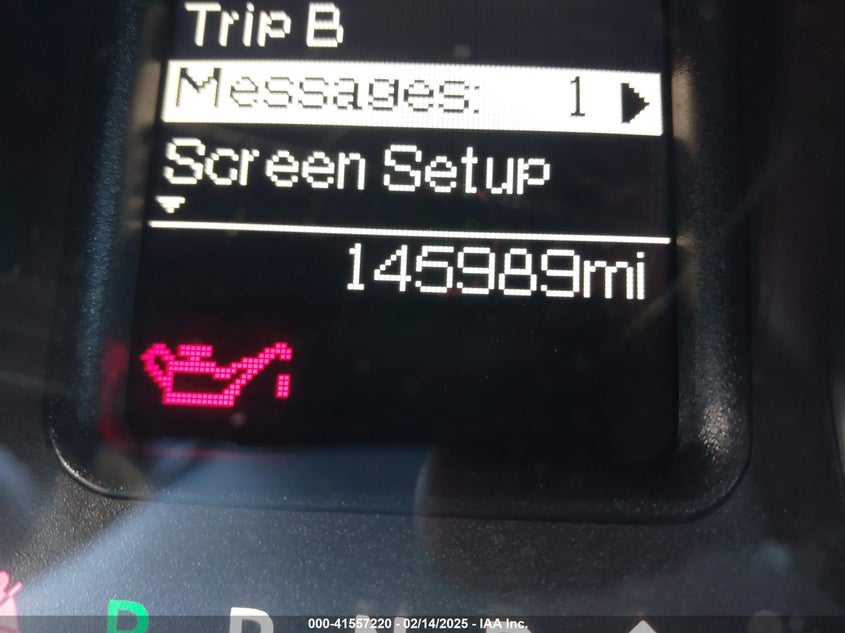 Trip B
Messages: 1
Screen Setup
145989mi
P R N
000-41557220 - 02/14/2025 - IAA Inc.